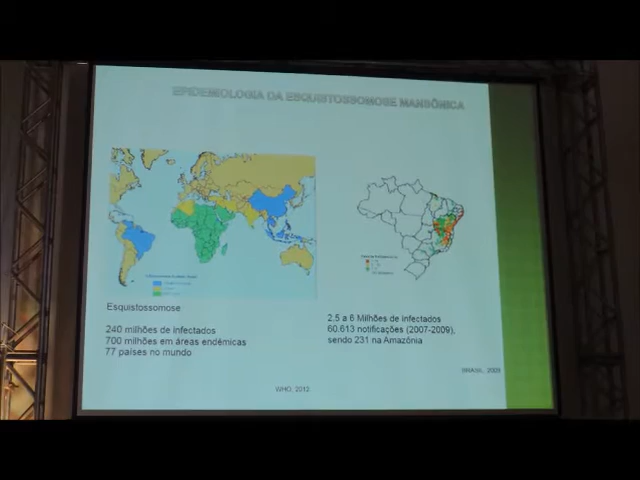 EPIDEMIOLOGIA DA ESQUISTOSSOMOSE MANSÔNICA
Esquistossomose
240 milhões de infectados
700 milhões em áreas endémicas
77 países no mundo
2,5 a 6 Milhões de infectados
60.613 notificações (2007-2009),
sendo 231 na Amazônia
BRASIL, 2009
WHO, 2012